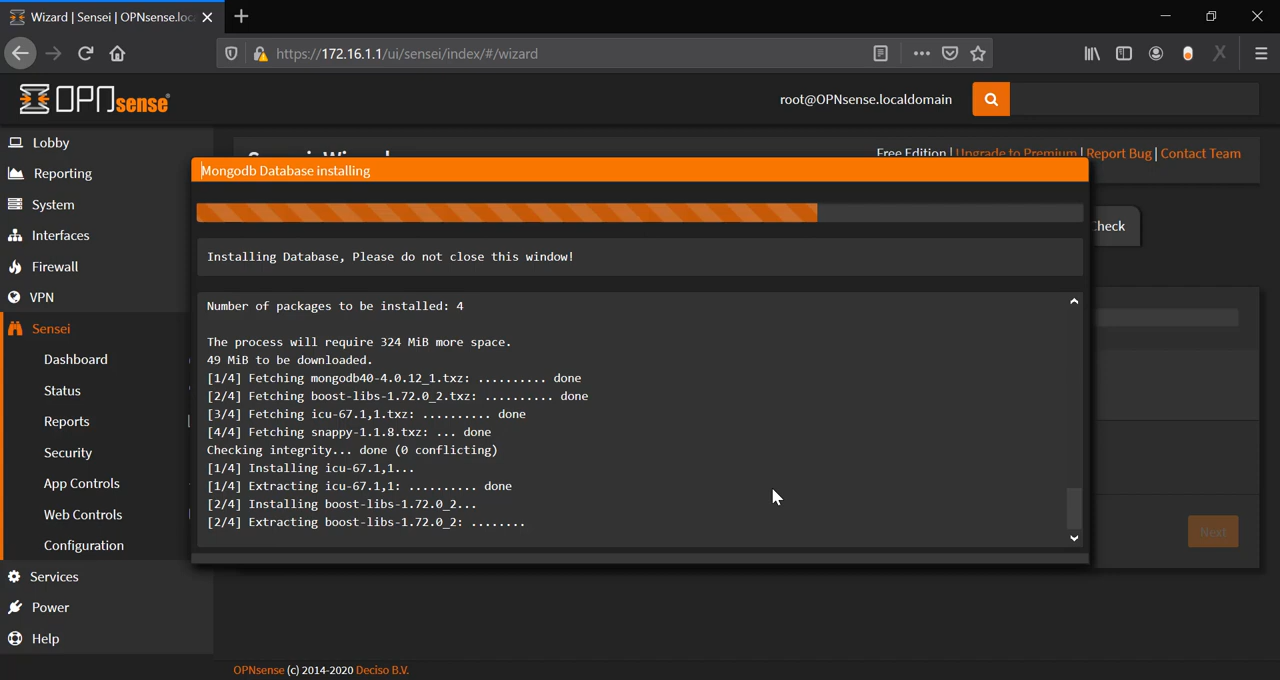 Wizard | Sensei | OPNsense.loc
https://172.16.1.1/ui/sensei/index/#/wizard
OPNsense
root@OPNsense.localdomain
Lobby
Reporting
System
Interfaces
Firewall
VPN
Sensei
Dashboard
Status
Reports
Security
App Controls
Web Controls
Configuration
Services
Power
Help
Free Edition | Upgrade to Premium | Report Bug | Contact Team
Mongodb Database installing
Check
Installing Database, Please do not close this window!
Number of packages to be installed: 4
The process will require 324 MiB more space.
49 MiB to be downloaded.
[1/4] Fetching mongodb40-4.0.12_1.txz: .......... done
[2/4] Fetching boost-libs-1.72.0_2.txz: .......... done
[3/4] Fetching icu-67.1,1.txz: .......... done
[4/4] Fetching snappy-1.1.8.txz: ... done
Checking integrity... done (0 conflicting)
[1/4] Installing icu-67.1,1...
[1/4] Extracting icu-67.1,1: .......... done
[2/4] Installing boost-libs-1.72.0_2...
[2/4] Extracting boost-libs-1.72.0_2: ........
Next
OPNsense (c) 2014-2020 Deciso B.V.